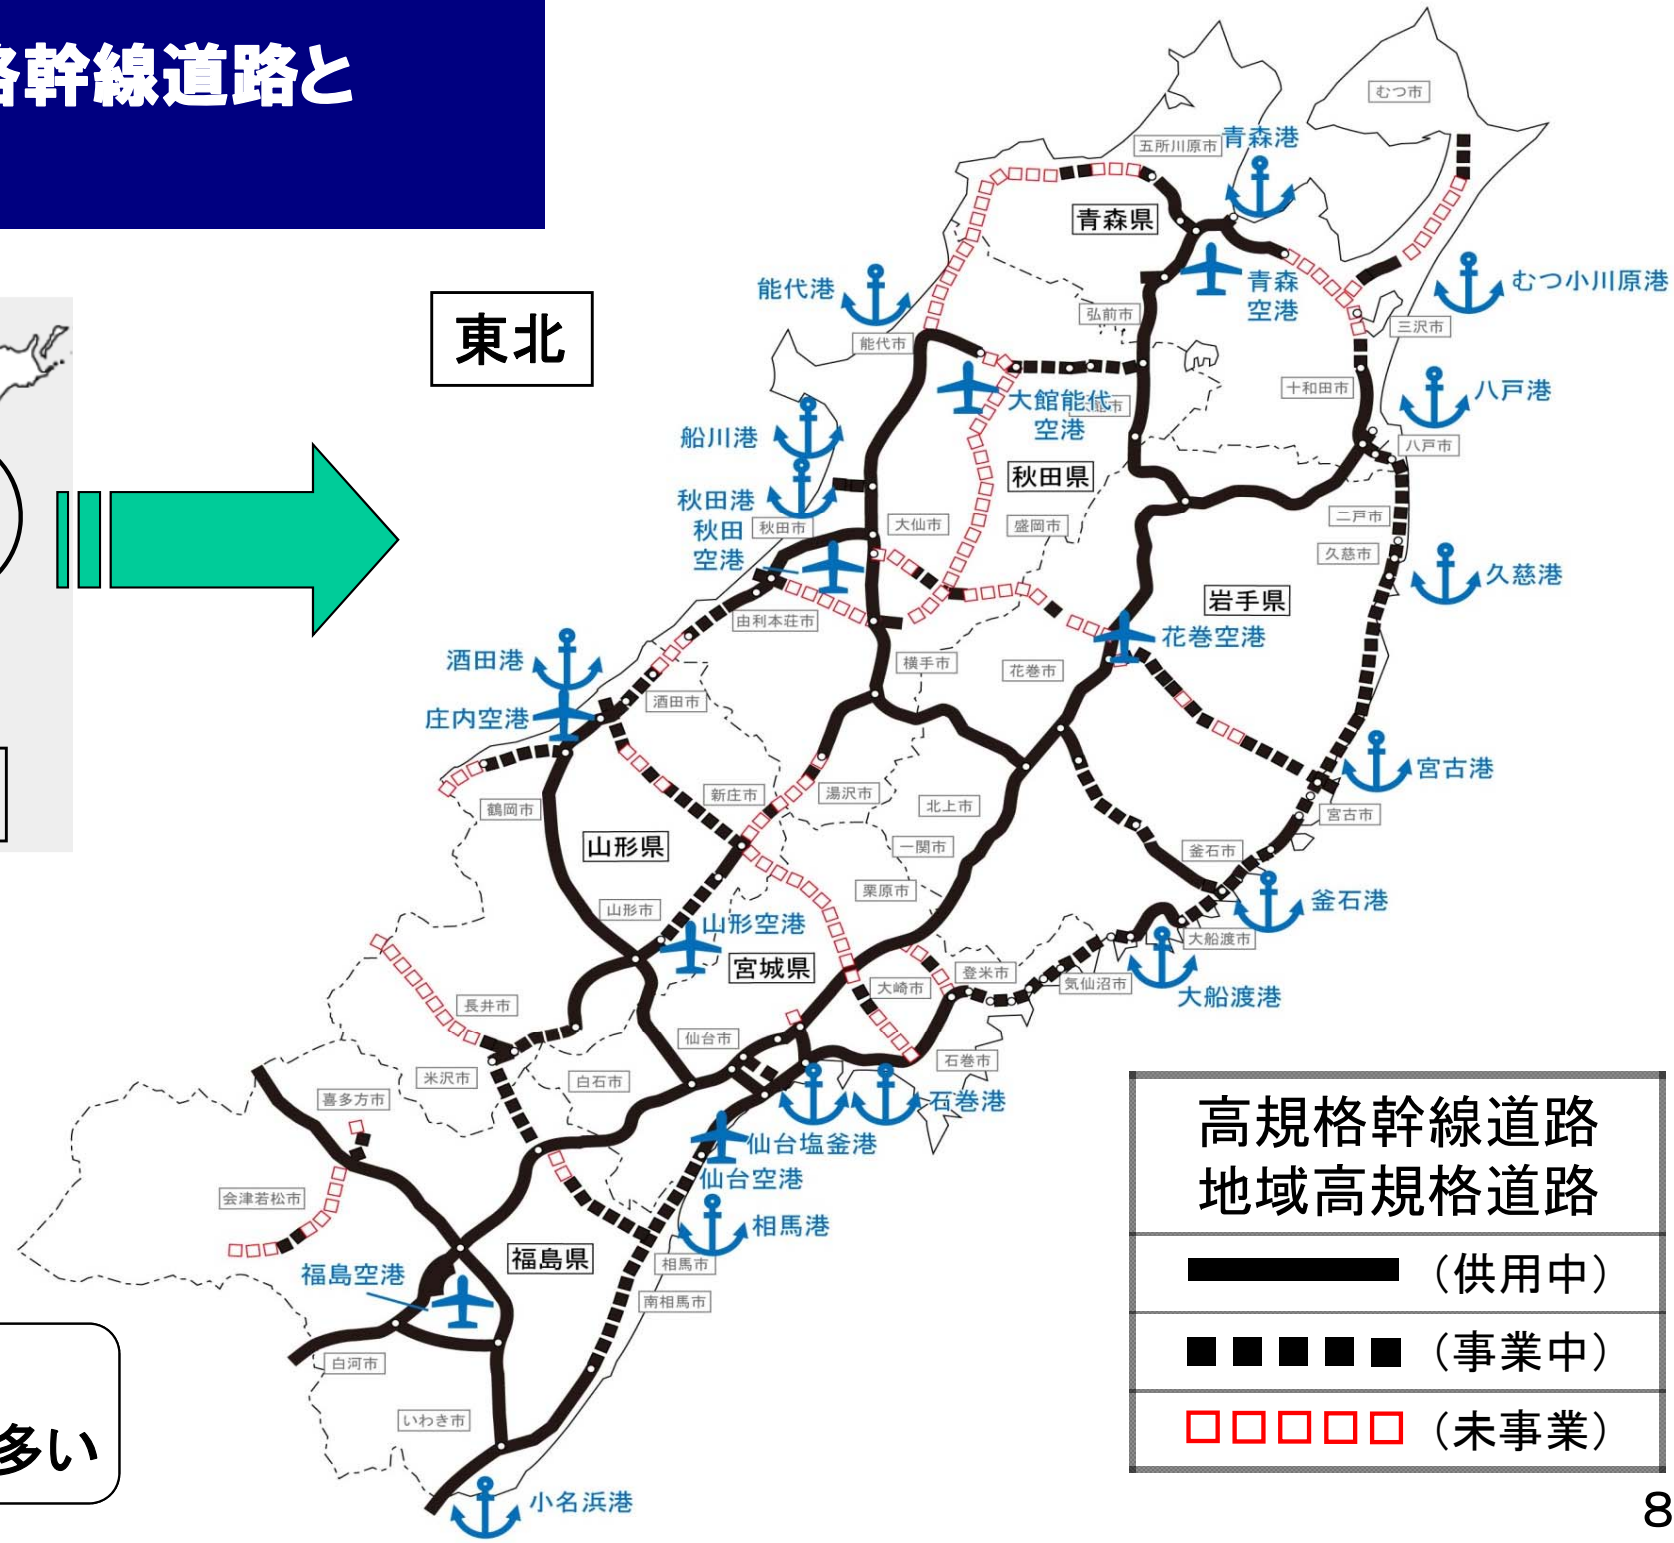 格幹線道路と
東北
多い
むつ市
五所川原市
青森港
青森県
むつ小川原港
青森
空港
能代港
弘前市
三沢市
能代市
十和田市
八戸港
大館能代
空港
船川港
八戸市
秋田県
秋田港
秋田
空港
秋田市
大仙市
盛岡市
二戸市
久慈市
久慈港
岩手県
由利本荘市
花巻空港
酒田港
横手市
花巻市
庄内空港
酒田市
宮古港
新庄市
湯沢市
北上市
宮古市
鶴岡市
山形県
一関市
釜石市
栗原市
釜石港
山形市
山形空港
大船渡市
宮城県
登米市
気仙沼市
大崎市
大船渡港
長井市
仙台市
石巻市
米沢市
白石市
喜多方市
石巻港
仙台塩釜港
仙台空港
会津若松市
相馬港
福島県
相馬市
福島空港
南相馬市
白河市
いわき市
小名浜港
高規格幹線道路
地域高規格道路
(供用中)
(事業中)
(未事業)
8